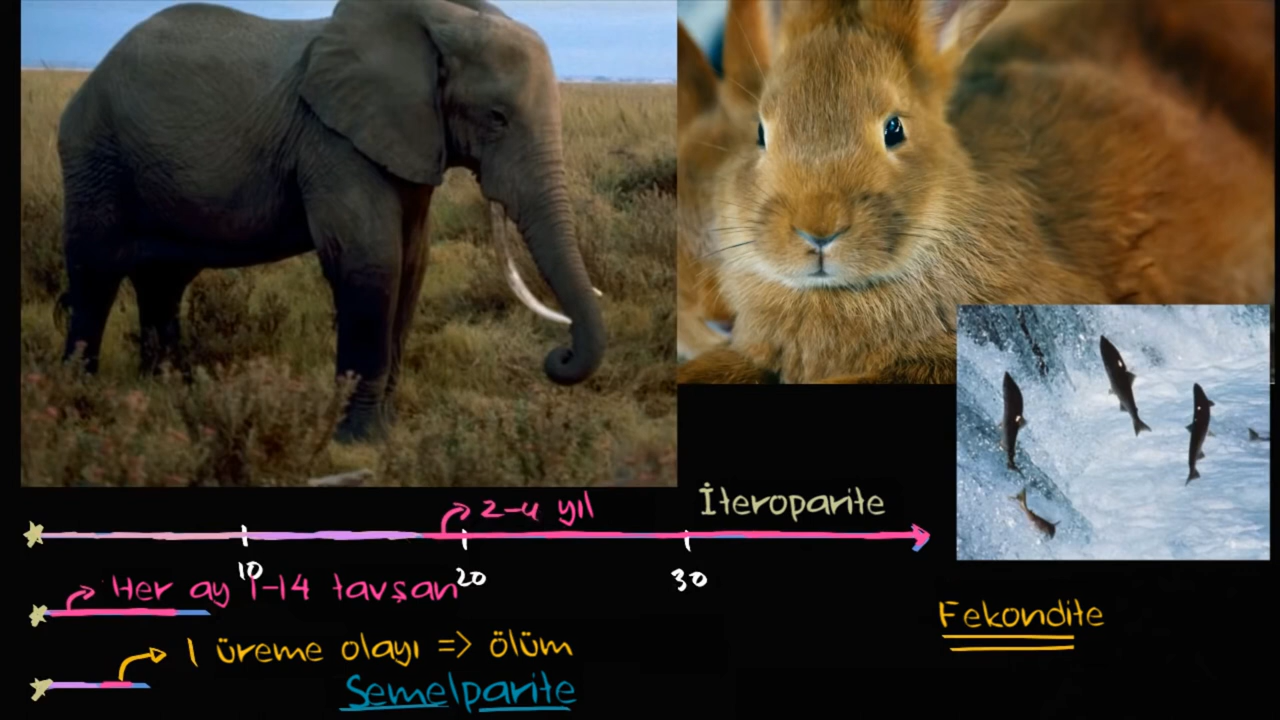 2-4 yıl
İteroparite
10
20
30
Her ay 1-14 tavşan
Fekondite
1 üreme olayı => ölüm
Semelparite